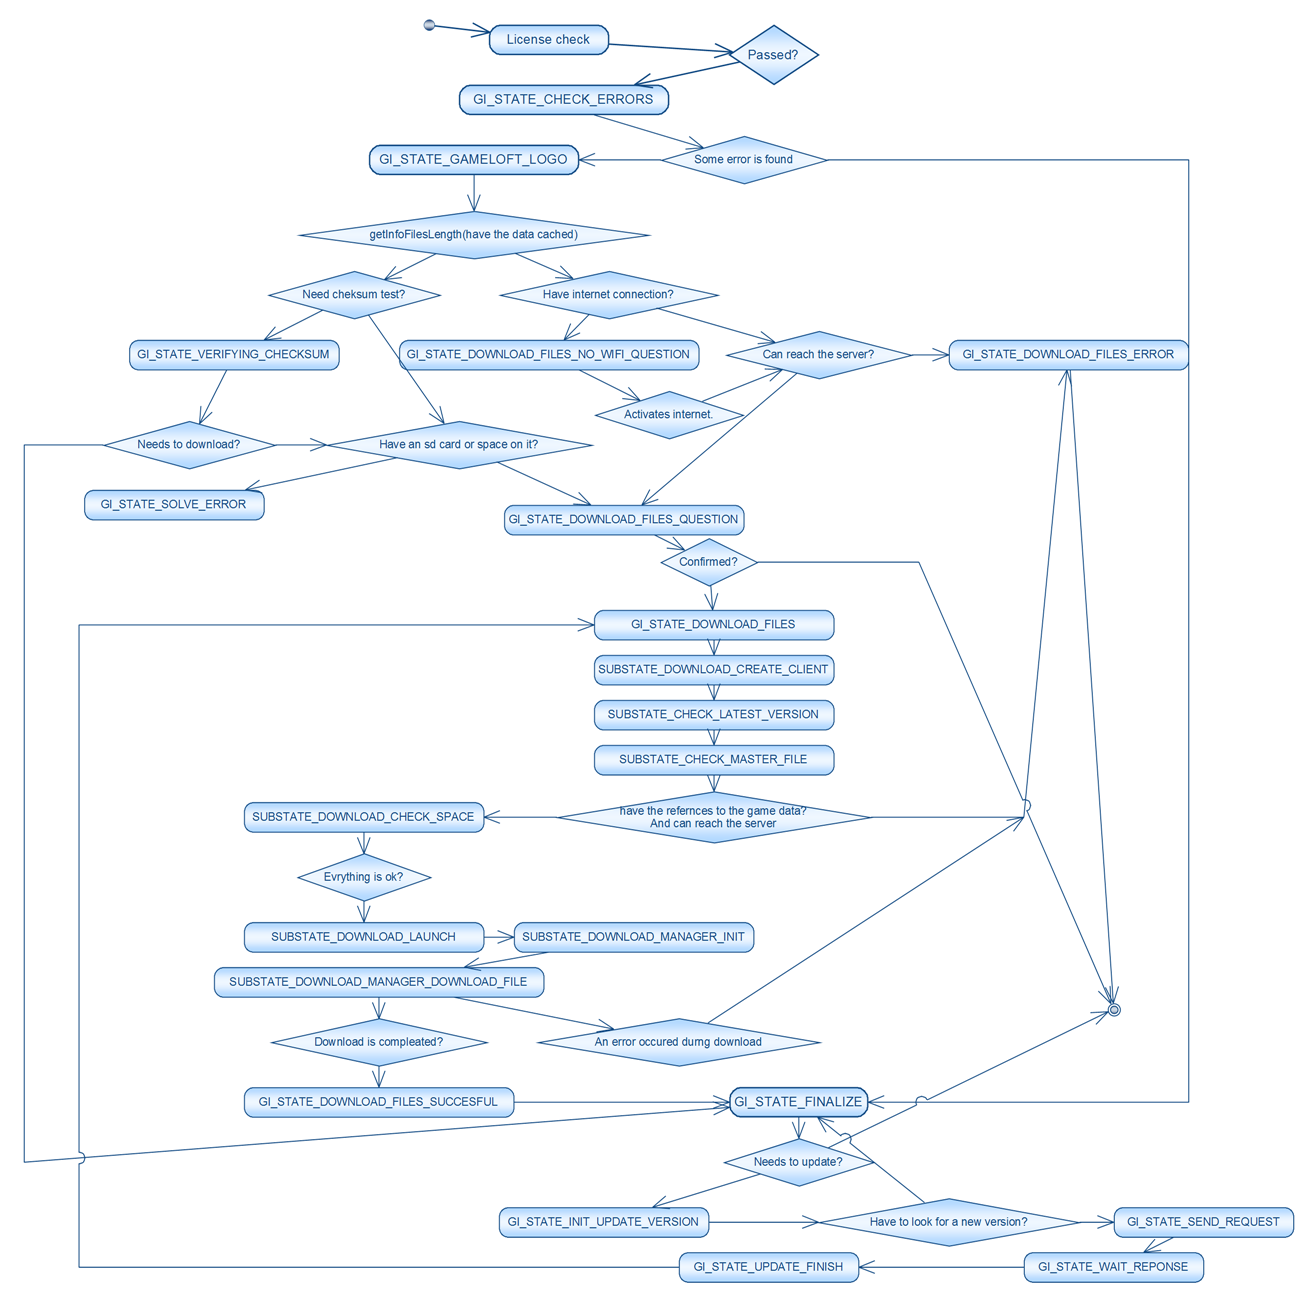 License check
Passed?
GI_STATE_CHECK_ERRORS
GI_STATE_GAMELOFT_LOGO
Some error is found
getInfoFilesLength(have the data cached)
Need cheksum test?
Have internet connection?
GI_STATE_VERIFYING_CHECKSUM
GI_STATE_DOWNLOAD_FILES_NO_WIFI_QUESTION
Can reach the server?
GI_STATE_DOWNLOAD_FILES_ERROR
Activates internet.
Needs to download?
Have an sd card or space on it?
GI_STATE_SOLVE_ERROR
GI_STATE_DOWNLOAD_FILES_QUESTION
Confirmed?
GI_STATE_DOWNLOAD_FILES
SUBSTATE_DOWNLOAD_CREATE_CLIENT
SUBSTATE_CHECK_LATEST_VERSION
SUBSTATE_CHECK_MASTER_FILE
have the refernces to the game data?
And can reach the server
SUBSTATE_DOWNLOAD_CHECK_SPACE
Evrything is ok?
SUBSTATE_DOWNLOAD_LAUNCH
SUBSTATE_DOWNLOAD_MANAGER_INIT
SUBSTATE_DOWNLOAD_MANAGER_DOWNLOAD_FILE
Download is compleated?
An error occured durng download
GI_STATE_DOWNLOAD_FILES_SUCCESFUL
GI_STATE_FINALIZE
Needs to update?
GI_STATE_INIT_UPDATE_VERSION
Have to look for a new version?
GI_STATE_SEND_REQUEST
GI_STATE_UPDATE_FINISH
GI_STATE_WAIT_REPONSE